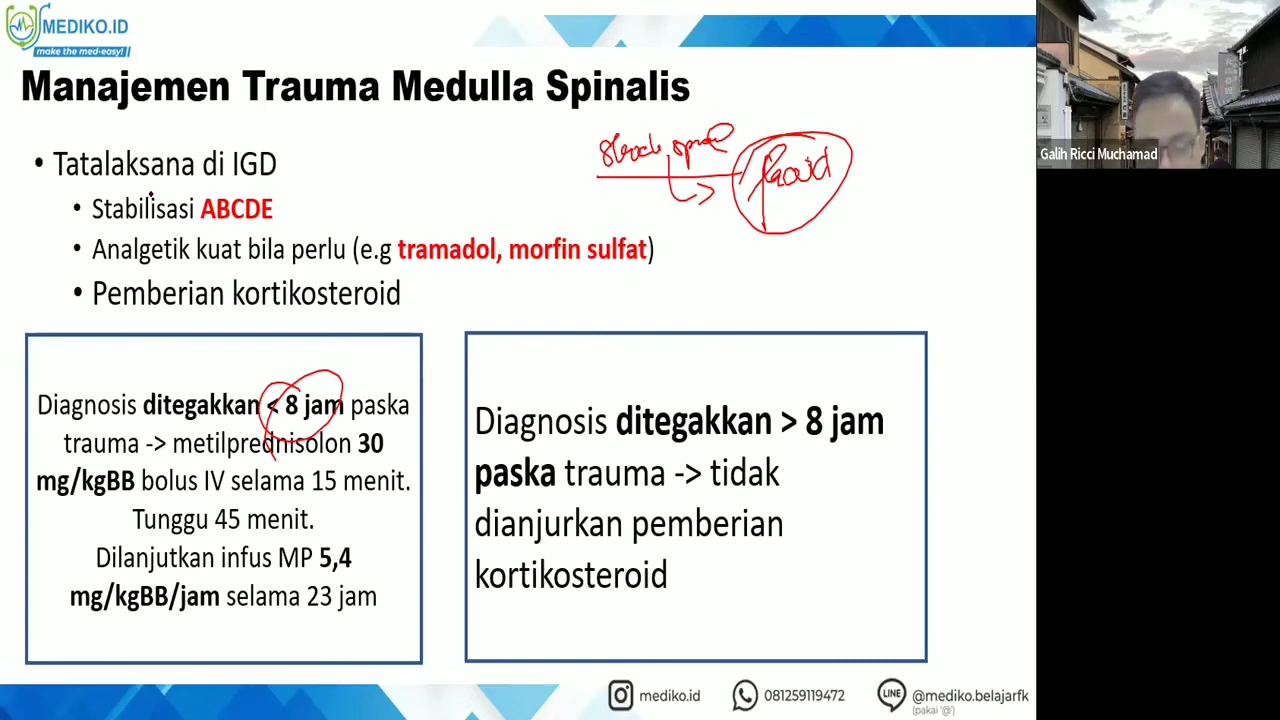 MEDIKO.ID
make the med-easy!
Manajemen Trauma Medulla Spinalis
• Tatalaksana di IGD
• Stabilisasi ABCDE
• Analgetik kuat bila perlu (e.g tramadol, morfin sulfat)
• Pemberian kortikosteroid
Diagnosis ditegakkan < 8 jam paska
trauma -> metilprednisolon 30
mg/kgBB bolus IV selama 15 menit.
Tunggu 45 menit.
Dilanjutkan infus MP 5,4
mg/kgBB/jam selama 23 jam
Diagnosis ditegakkan > 8 jam
paska trauma -> tidak
dianjurkan pemberian
kortikosteroid
mediko.id
081259119472
LINE
@mediko.belajarfk
(pakai '@')
Galih Ricci Muchamad